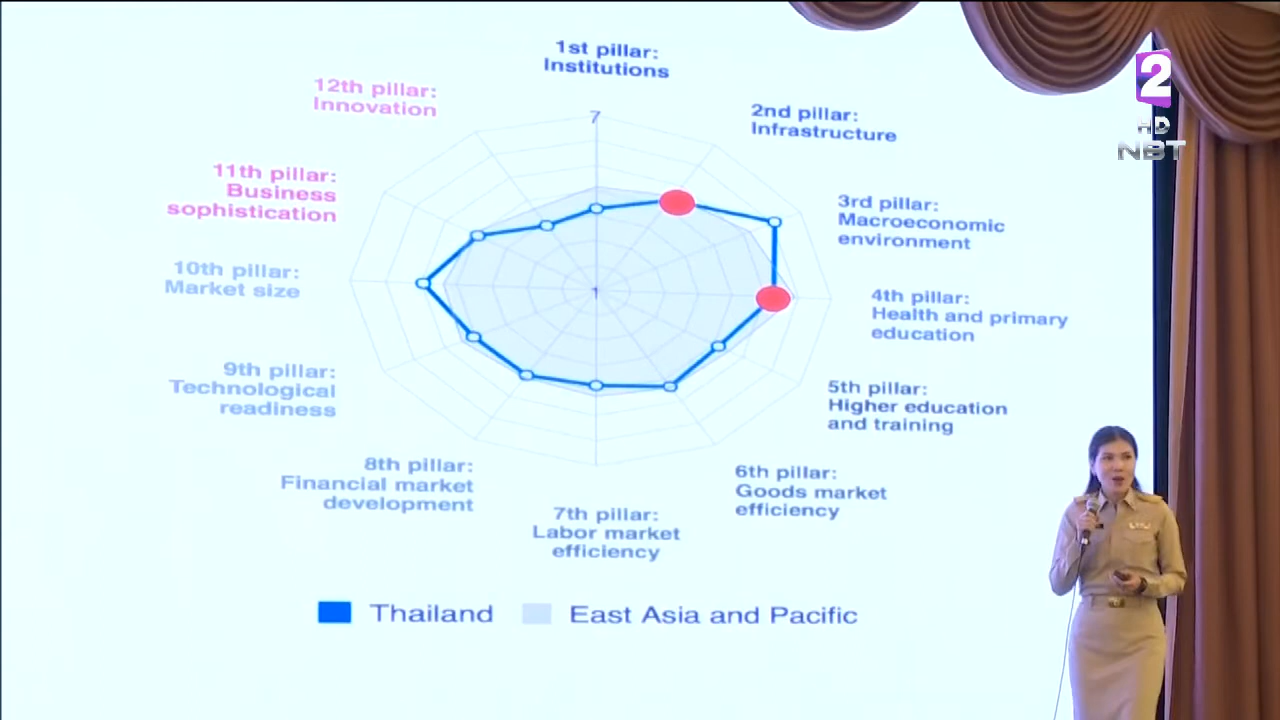 1st pillar:
Institutions
2nd pillar:
Infrastructure
3rd pillar:
Macroeconomic
environment
4th pillar:
Health and primary
education
5th pillar:
Higher education
and training
6th pillar:
Goods market
efficiency
7th pillar:
Labor market
efficiency
8th pillar:
Financial market
development
9th pillar:
Technological
readiness
10th pillar:
Market size
11th pillar:
Business
sophistication
12th pillar:
Innovation
7
1
Thailand
East Asia and Pacific
2
HD
NBT